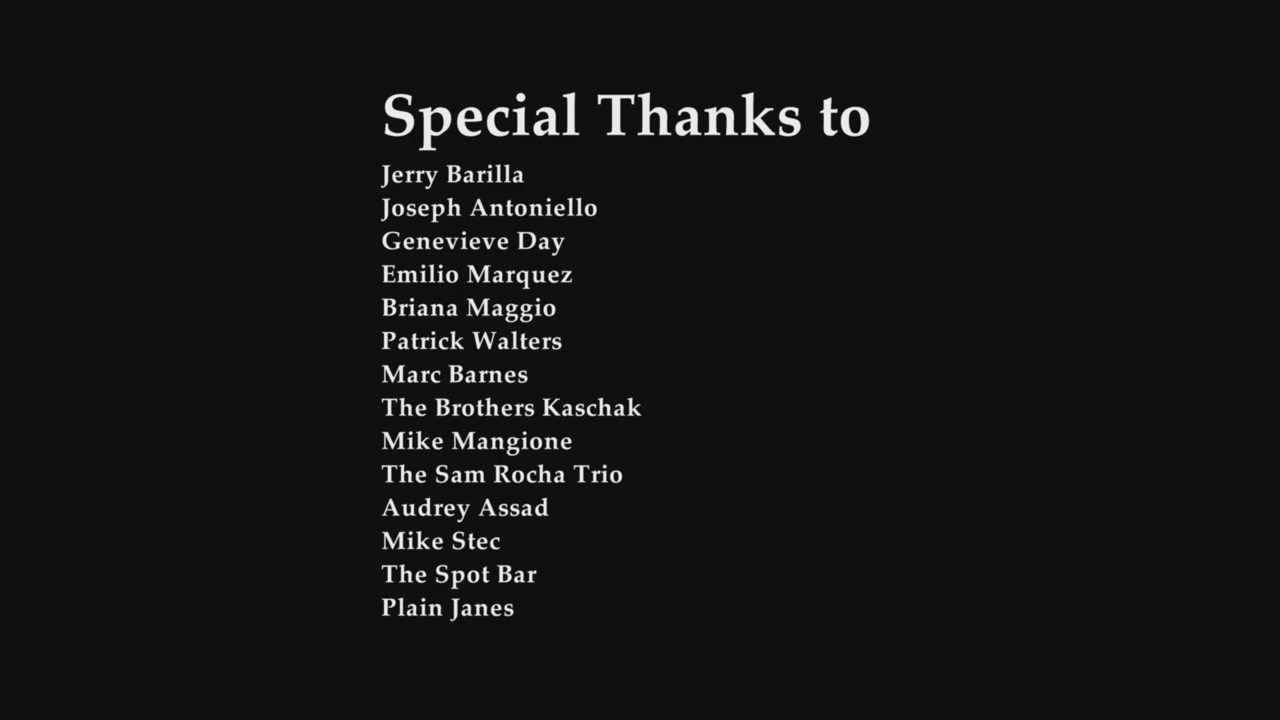 Special Thanks to
Jerry Barilla
Joseph Antoniello
Genevieve Day
Emilio Marquez
Briana Maggio
Patrick Walters
Marc Barnes
The Brothers Kaschak
Mike Mangione
The Sam Rocha Trio
Audrey Assad
Mike Stec
The Spot Bar
Plain Janes